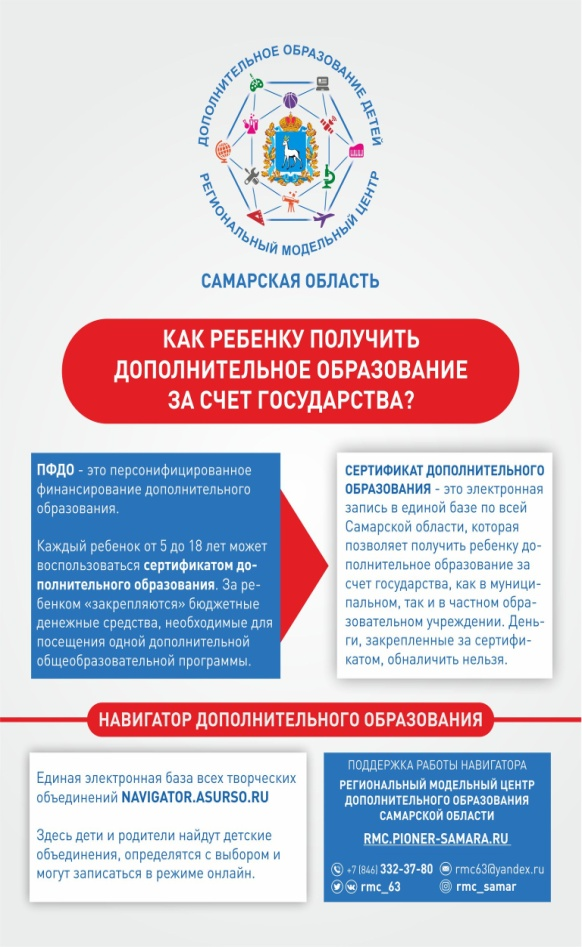 ДОПОЛНИТЕЛЬНОЕ ОБРАЗОВАНИЕ ДЕТЕЙ
РЕГИОНАЛЬНЫЙ МОДЕЛЬНЫЙ ЦЕНТР
САМАРСКАЯ ОБЛАСТЬ
КАК РЕБЕНКУ ПОЛУЧИТЬ
ДОПОЛНИТЕЛЬНОЕ ОБРАЗОВАНИЕ
ЗА СЧЕТ ГОСУДАРСТВА?
ПФДО - это персонифицированное
финансирование дополнительного
образования.
Каждый ребенок от 5 до 18 лет может
воспользоваться сертификатом до-
полнительного образования. За ре-
бенком «закрепляются» бюджетные
денежные средства, необходимые для
посещения одной дополнительной
общеобразовательной программы.
СЕРТИФИКАТ ДОПОЛНИТЕЛЬНОГО
ОБРАЗОВАНИЯ - это электронная
запись в единой базе по всей
Самарской области, которая
позволяет получить ребенку до-
полнительное образование за
счет государства, как в муници-
пальном, так и в частном обра-
зовательном учреждении. День-
ги, закрепленные за сертифи-
катом, обналичить нельзя.
НАВИГАТОР ДОПОЛНИТЕЛЬНОГО ОБРАЗОВАНИЯ
Единая электронная база всех творческих
объединений NAVIGATOR.ASURSO.RU
Здесь дети и родители найдут детские
объединения, определятся с выбором и
могут записаться в режиме онлайн.
ПОДДЕРЖКА РАБОТЫ НАВИГАТОРА
РЕГИОНАЛЬНЫЙ МОДЕЛЬНЫЙ ЦЕНТР
ДОПОЛНИТЕЛЬНОГО ОБРАЗОВАНИЯ
САМАРСКОЙ ОБЛАСТИ
RMC.PIONER-SAMARA.RU
+7 (846) 332-37-80 rmc63@yandex.ru
rmc_63 rmc_samar